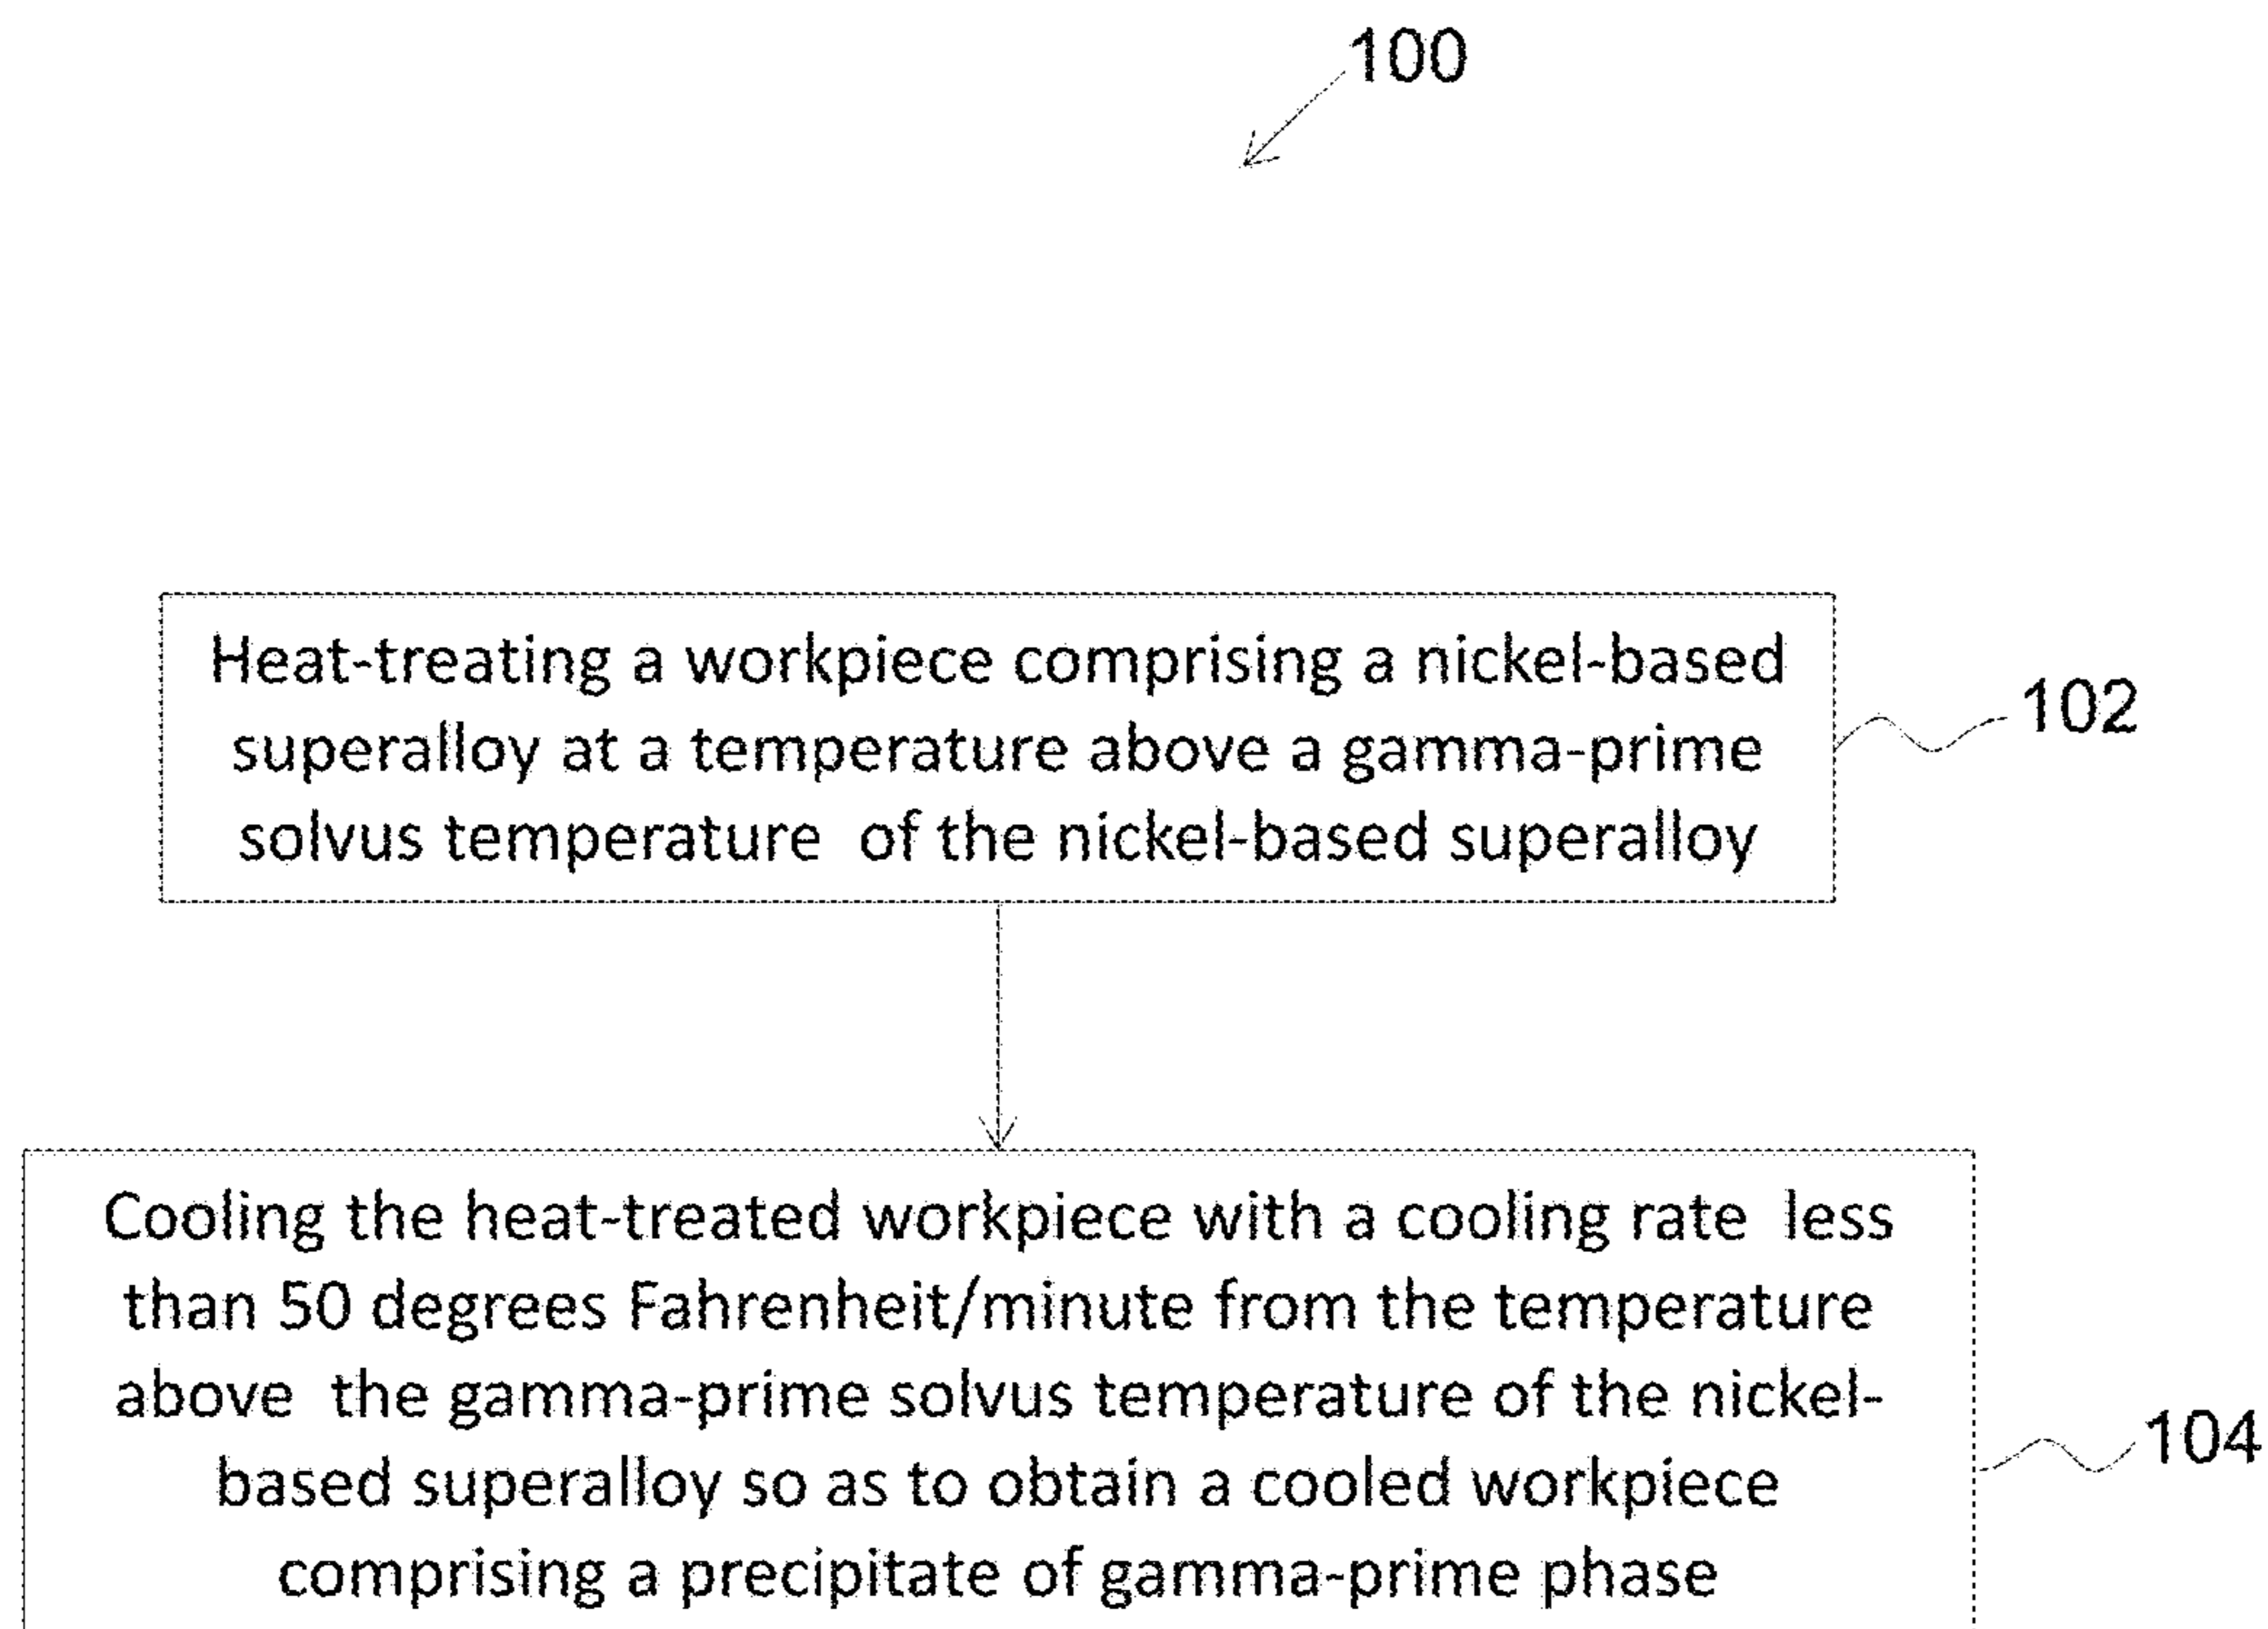 100
Heat-treating a workpiece comprising a nickel-based
superalloy at a temperature above a gamma-prime
solvus temperature of the nickel-based superalloy
102
Cooling the heat-treated workpiece with a cooling rate less
than 50 degrees Fahrenheit/minute from the temperature
above the gamma-prime solvus temperature of the nickel-
based superalloy so as to obtain a cooled workpiece
comprising a precipitate of gamma-prime phase
104